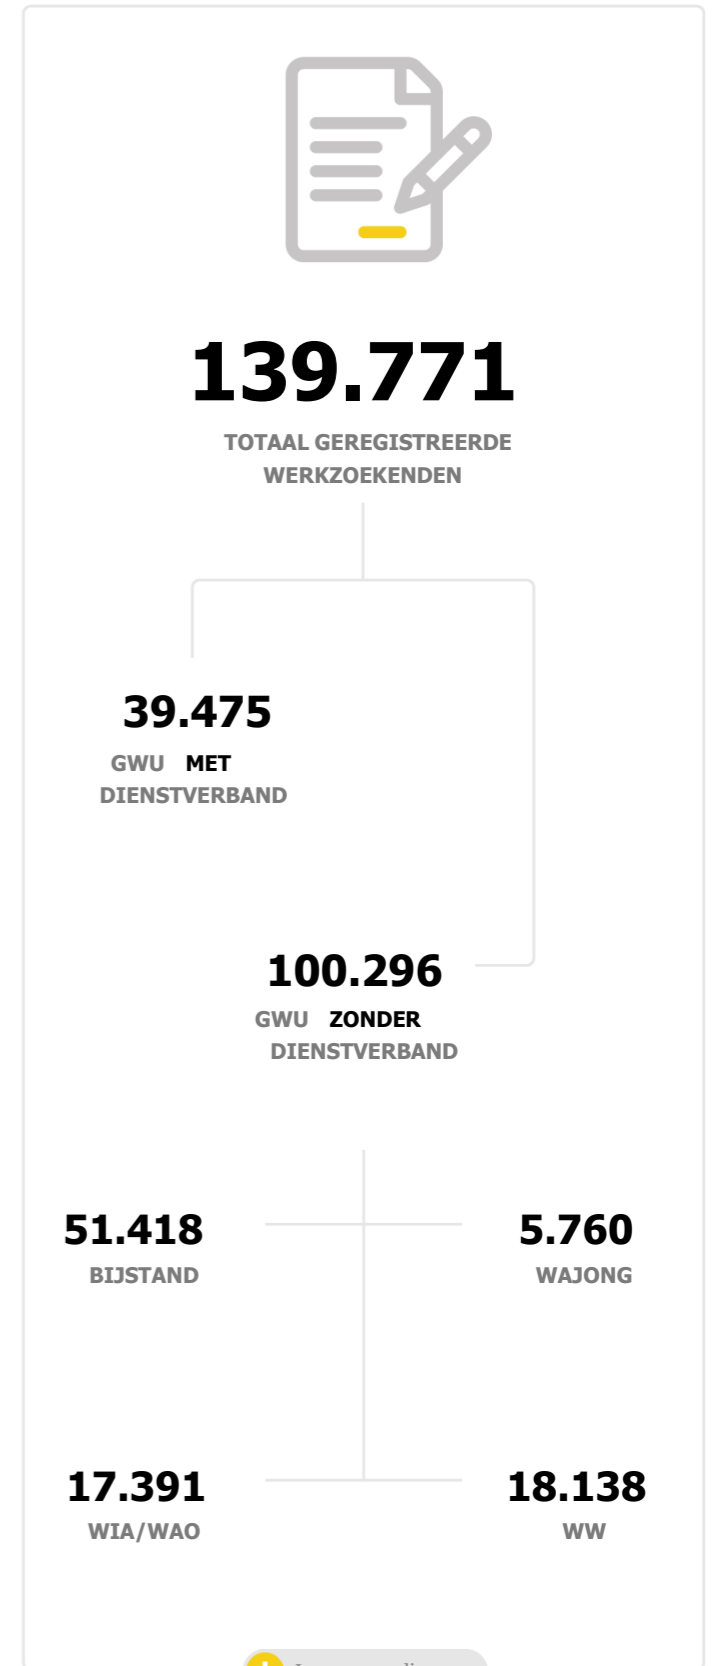 139.771
TOTAAL GEREGISTREERDE
WERKZOEKENDEN
39.475
GWU MET
DIENSTVERBAND
100.296
GWU ZONDER
DIENSTVERBAND
51.418
BIJSTAND
5.760
WAJONG
17.391
WIA/WAO
18.138
WW